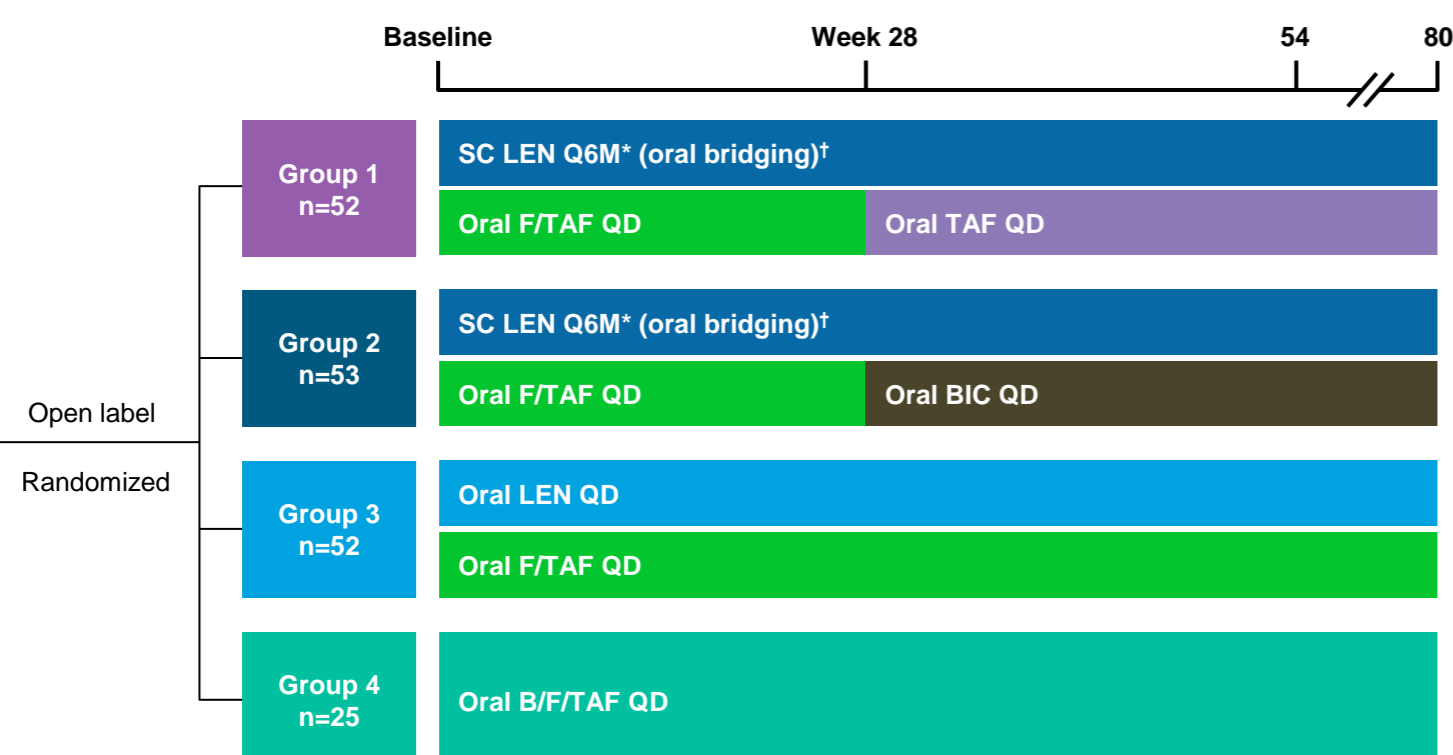 Baseline
Week 28
54
80
Group 1
n=52
SC LEN Q6M* (oral bridging)†
Oral F/TAF QD
Oral TAF QD
Group 2
n=53
SC LEN Q6M* (oral bridging)†
Oral F/TAF QD
Oral BIC QD
Open label
Randomized
Group 3
n=52
Oral LEN QD
Oral F/TAF QD
Group 4
n=25
Oral B/F/TAF QD